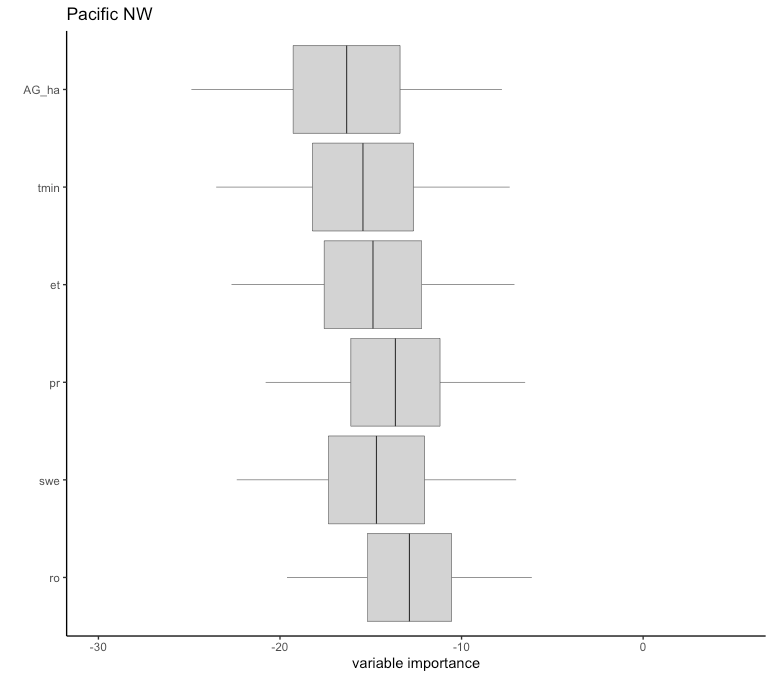 Pacific NW
AG_ha
tmin
et
pr
swe
ro
-30 -20 -10 0
variable importance